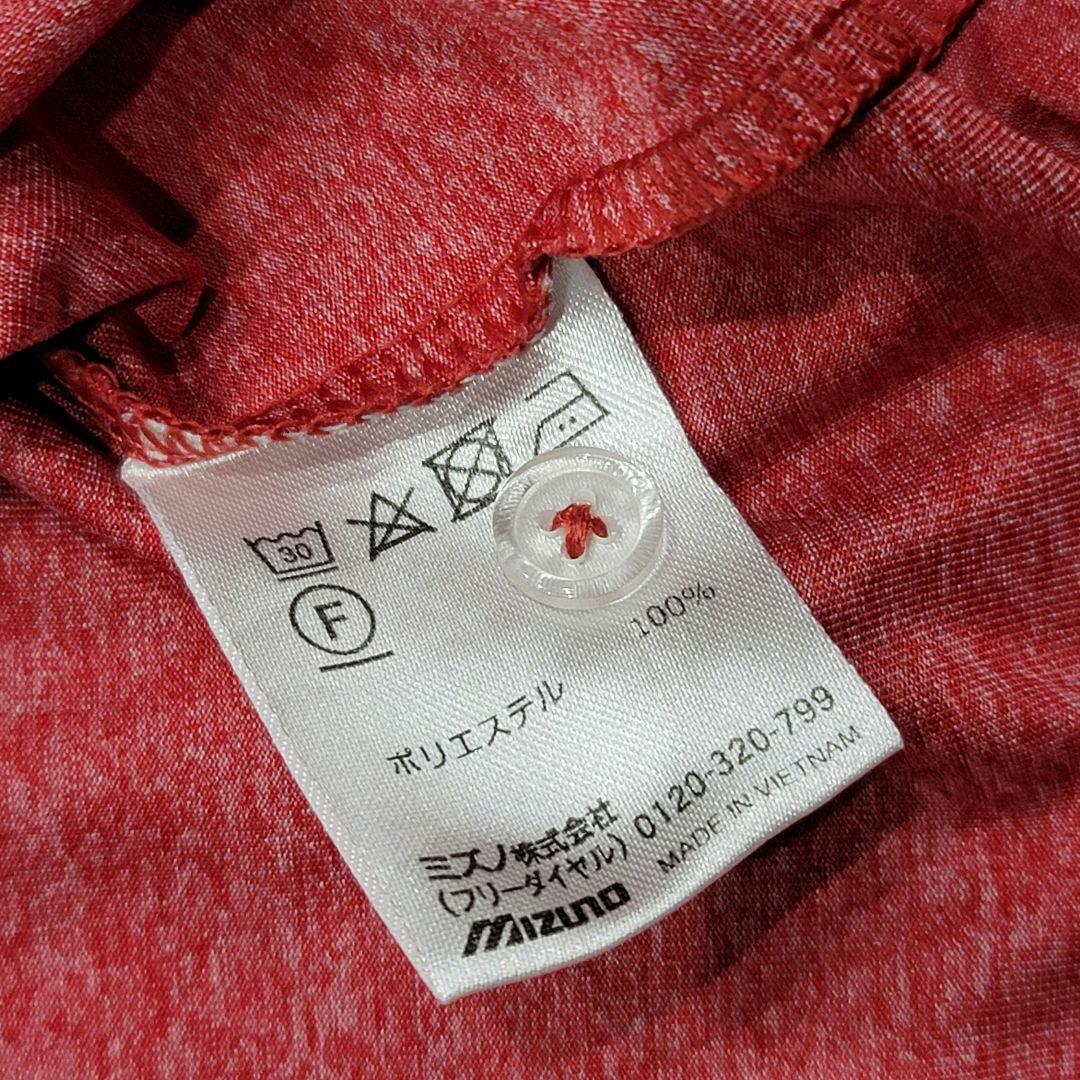 30
F
100%
ポリエステル
ミズノ株式会社
(フリーダイヤル) 0120-320-799
MIZUNO MADE IN VIETNAM